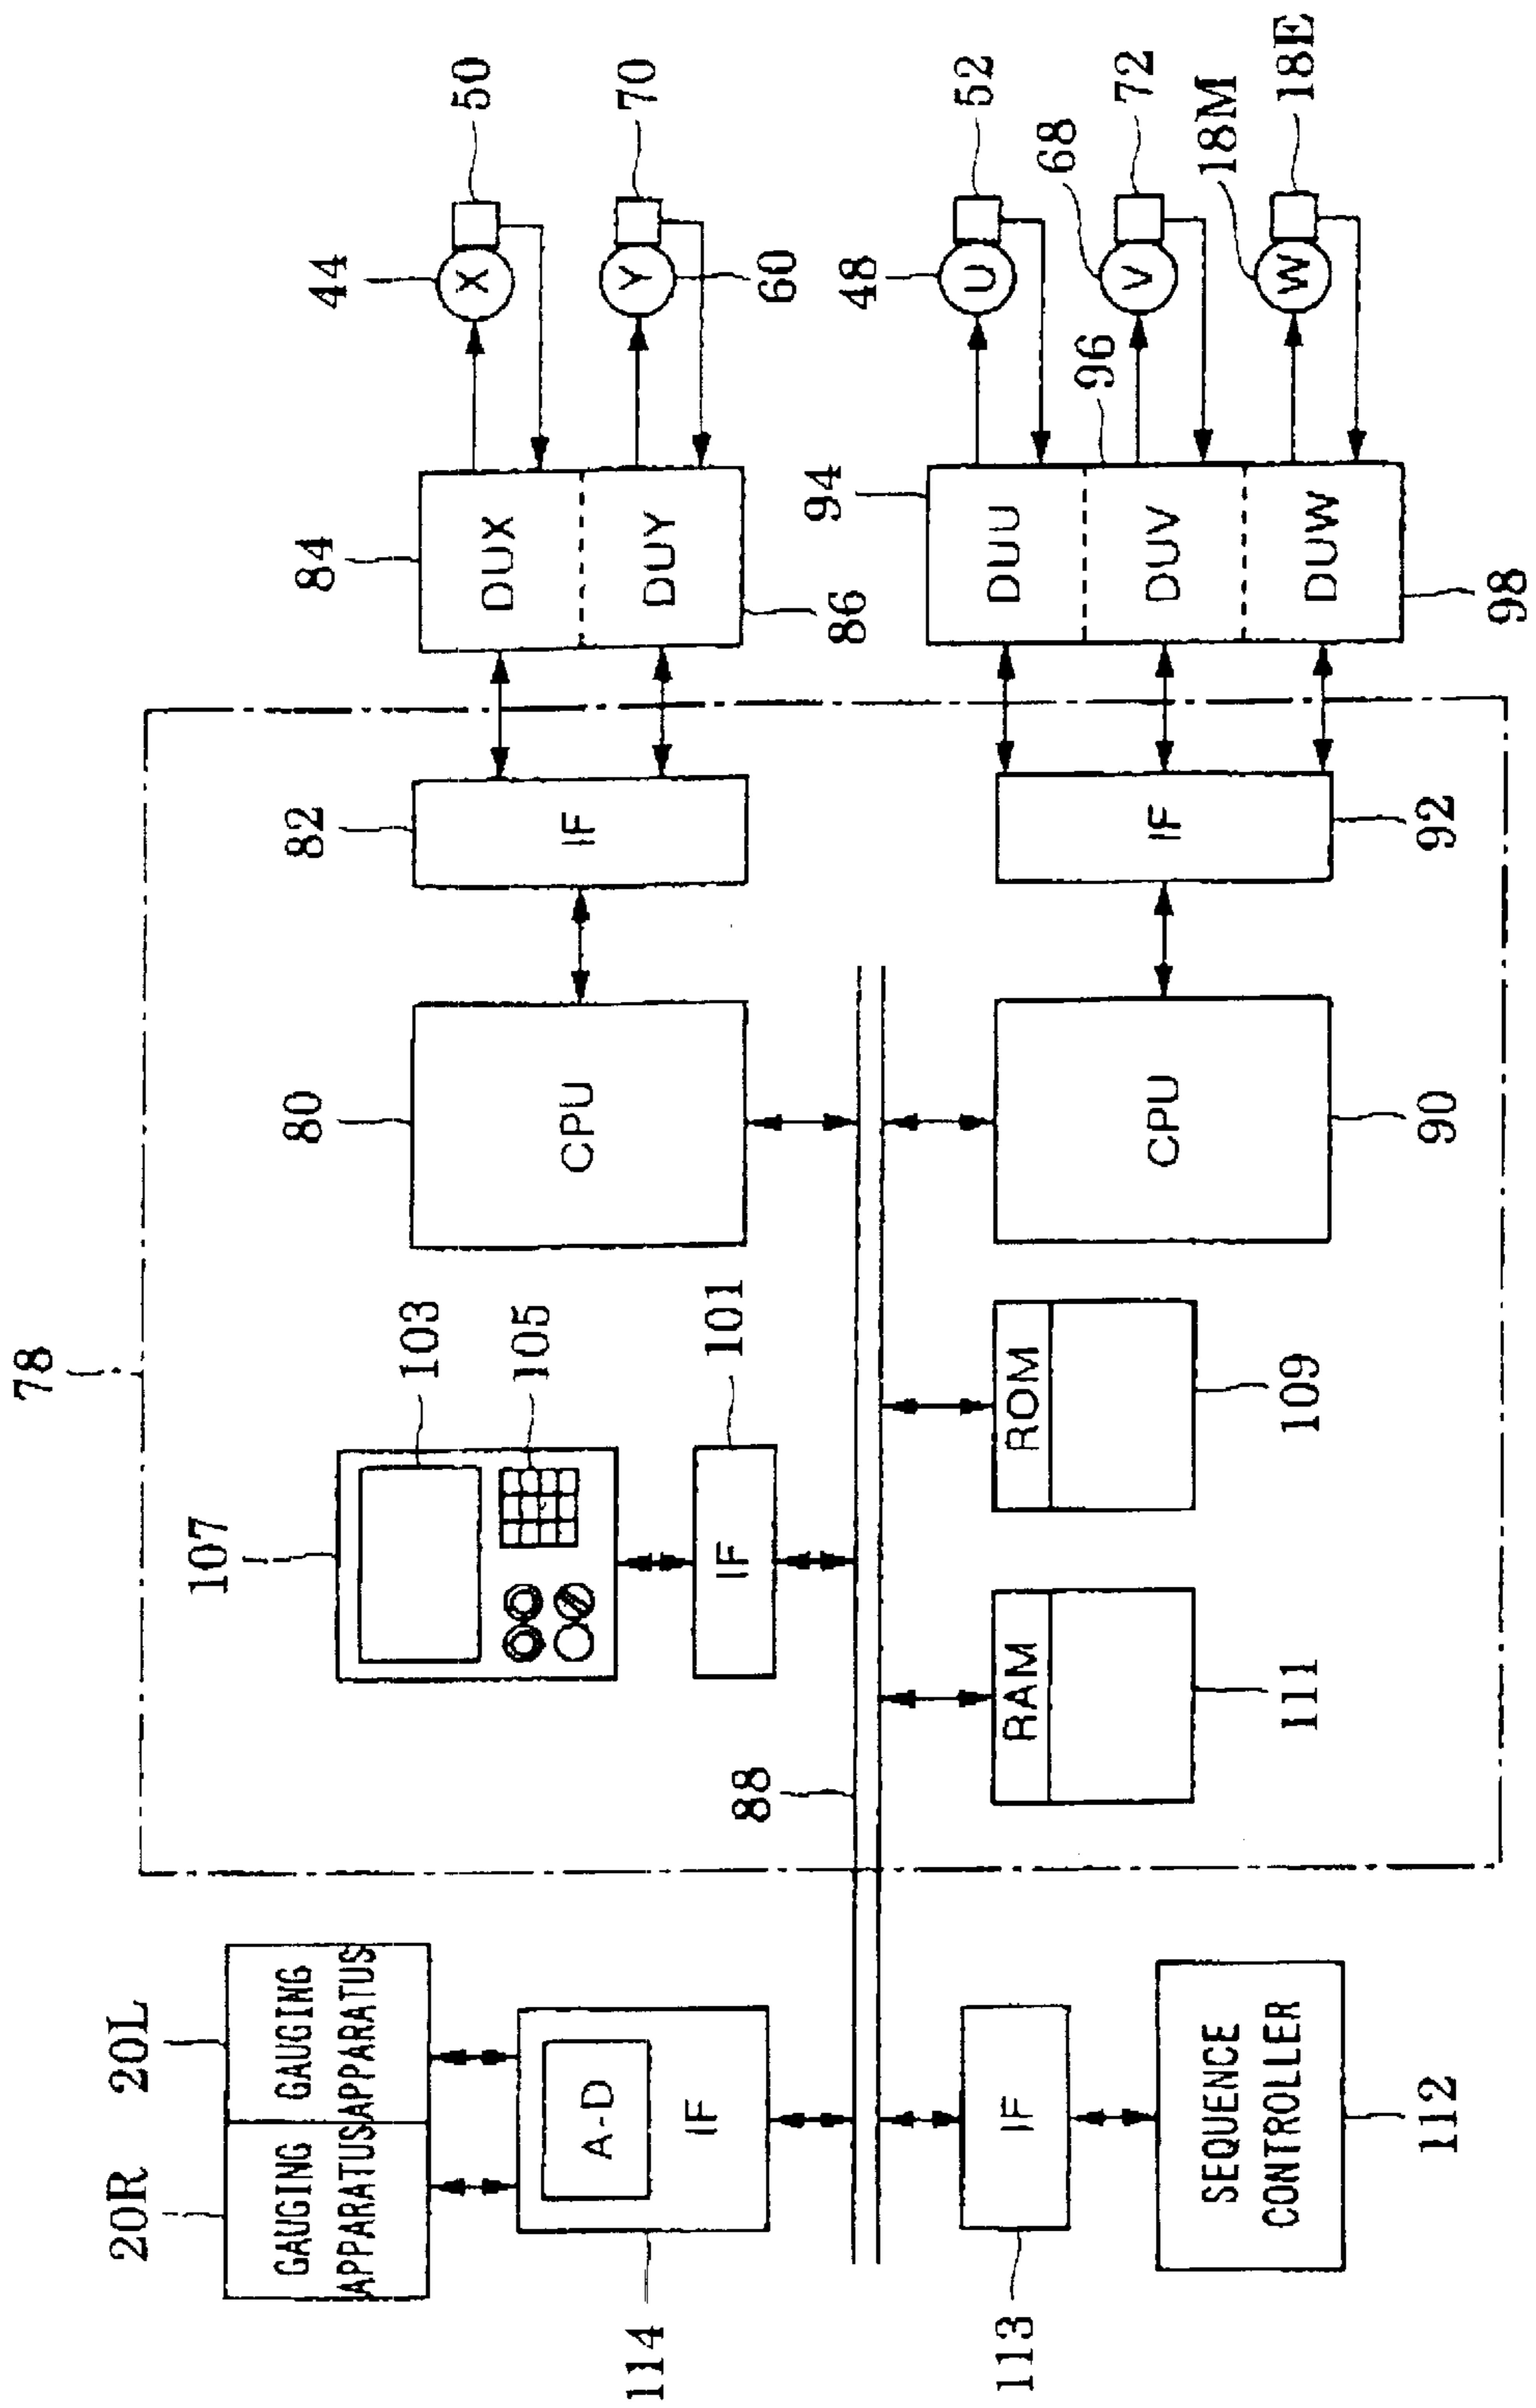 20R
20L
GAUGING
APPARATUS
GAUGING
APPARATUS
A-D
IF
114
88
IF
113
SEQUENCE
CONTROLLER
112
78
107
103
105
101
IF
RAM
111
ROM
109
80
CPU
CPU
90
82
IF
IF
92
84
DUX
DUY
86
94
DUU
DUV
DUW
96
98
44
X
50
Y
60
70
48
U
52
68
V
72
18M
W
18E